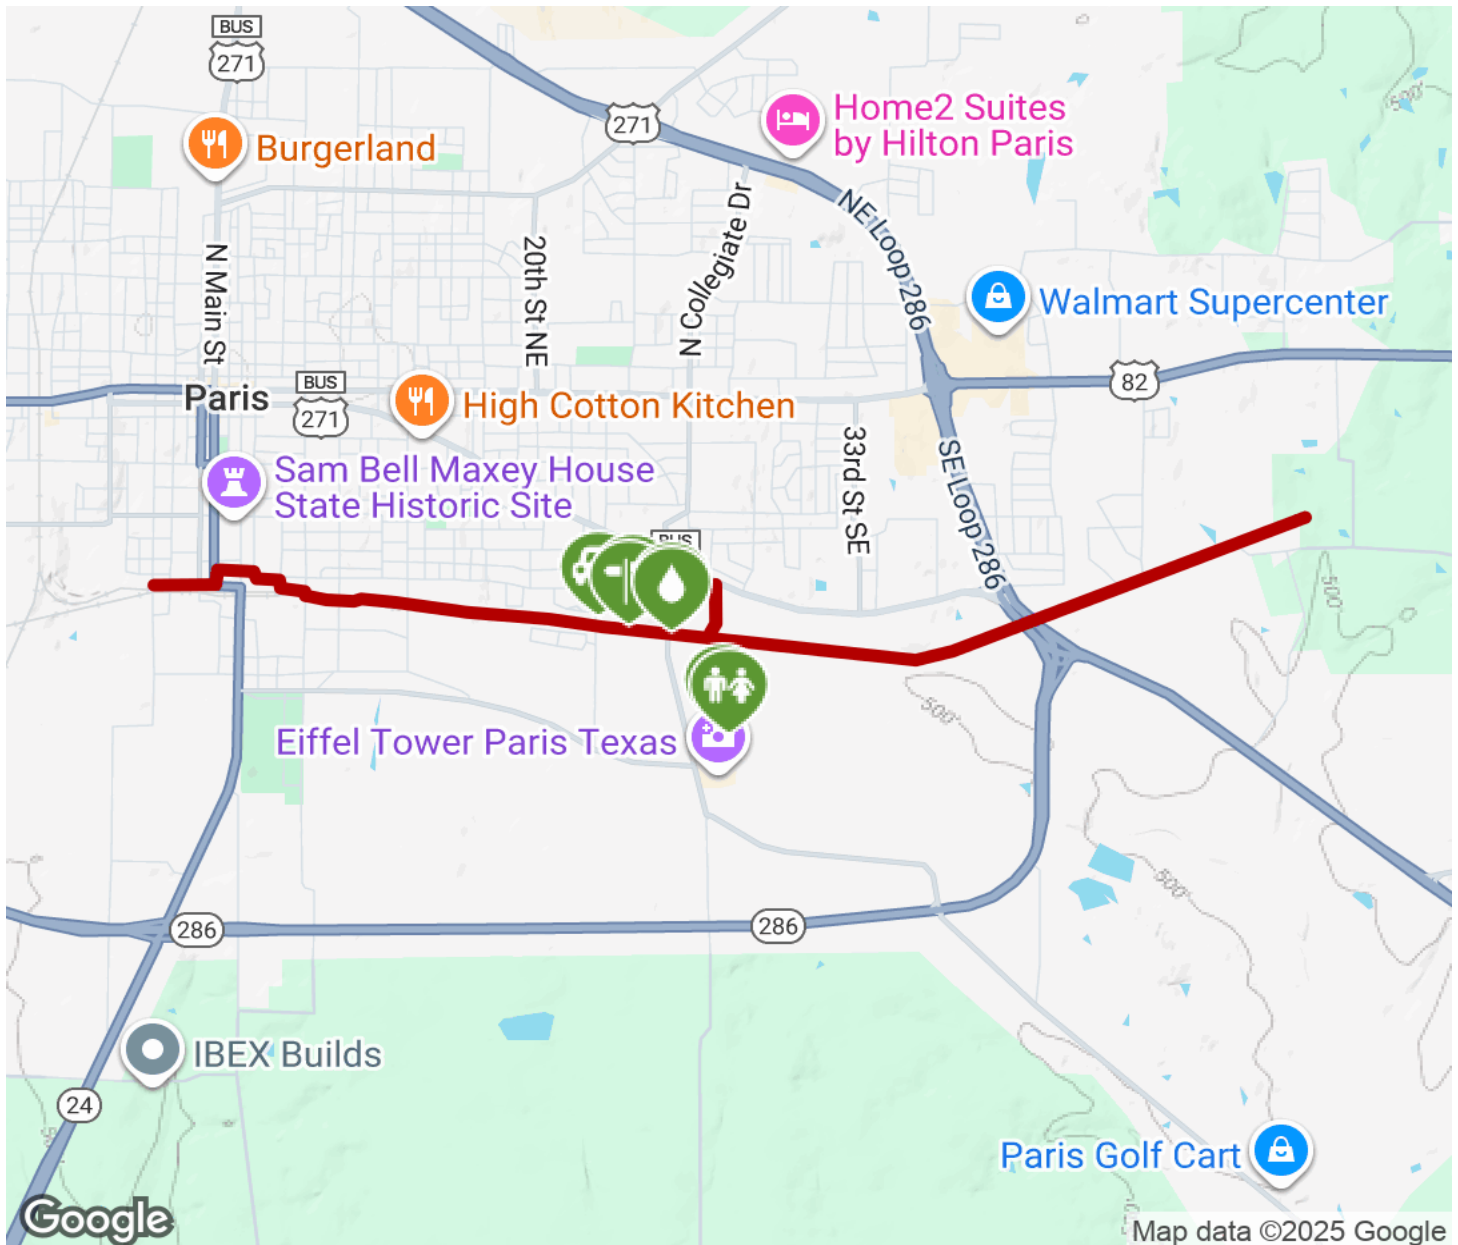 BUS
271
271
Home2 Suites
by Hilton Paris
Burgerland
N Main St
20th St NE
N Collegiate Dr
NE Loop 286
Walmart Supercenter
82
Paris
BUS
271
High Cotton Kitchen
33rd St SE
SE Loop 286
Sam Bell Maxey House
State Historic Site
BUS
500'
500'
500'
500'
Eiffel Tower Paris Texas
286
286
IBEX Builds
24
Paris Golf Cart
Google
Map data ©2025 Google